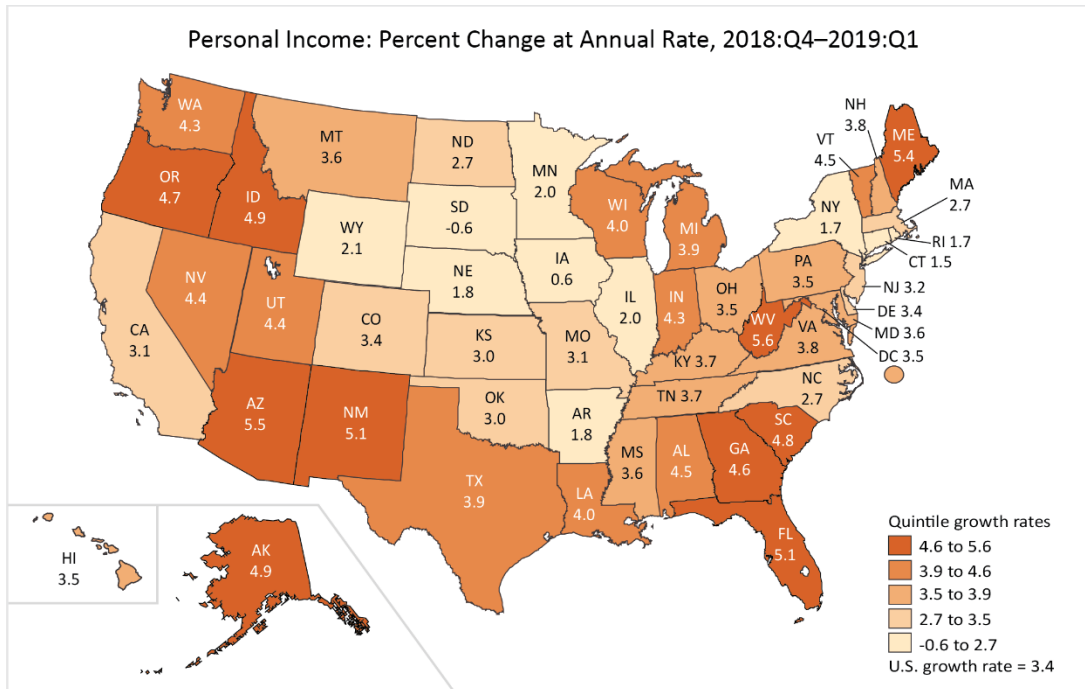 Personal Income: Percent Change at Annual Rate, 2018:Q4–2019:Q1
WA
4.3
OR
4.7
ID
4.9
MT
3.6
ND
2.7
MN
2.0
SD
-0.6
WY
2.1
NE
1.8
IA
0.6
WI
4.0
MI
3.9
NH
3.8
VT
4.5
ME
5.4
MA
2.7
NY
1.7
RI 1.7
CT 1.5
PA
3.5
NJ 3.2
DE 3.4
MD 3.6
DC 3.5
NV
4.4
UT
4.4
CA
3.1
CO
3.4
KS
3.0
MO
3.1
IL
2.0
IN
4.3
OH
3.5
WV
5.6
VA
3.8
KY 3.7
TN 3.7
NC
2.7
SC
4.8
AZ
5.5
NM
5.1
OK
3.0
AR
1.8
MS
3.6
AL
4.5
GA
4.6
TX
3.9
LA
4.0
FL
5.1
HI
3.5
AK
4.9
Quintile growth rates
4.6 to 5.6
3.9 to 4.6
3.5 to 3.9
2.7 to 3.5
-0.6 to 2.7
U.S. growth rate = 3.4